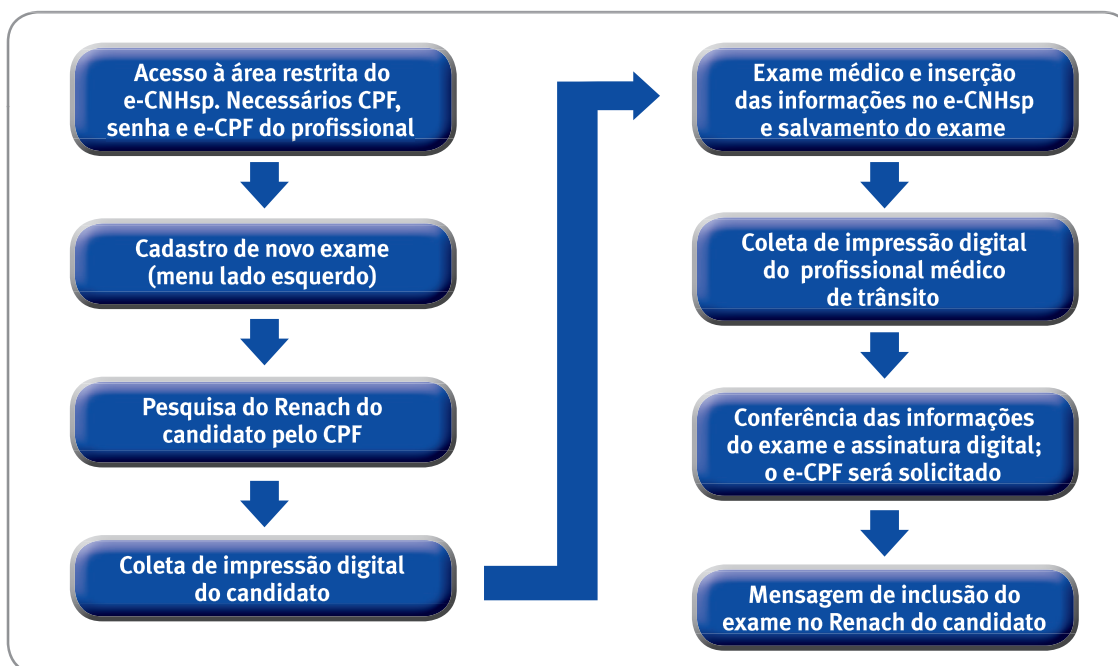 Acesso à área restrita do
e-CNHsp. Necessários CPF,
senha e e-CPF do profissional
Cadastro de novo exame
(menu lado esquerdo)
Pesquisa do Renach do
candidato pelo CPF
Coleta de impressão digital
do candidato
Exame médico e inserção
das informações no e-CNHsp
e salvamento do exame
Coleta de impressão digital
do profissional médico
de trânsito
Conferência das informações
do exame e assinatura digital;
o e-CPF será solicitado
Mensagem de inclusão do
exame no Renach do candidato